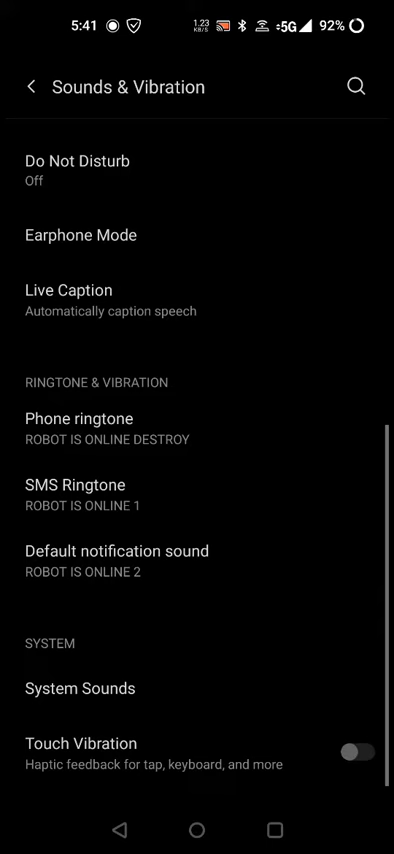 5:41
1.23
KB/S
5G
92%
Sounds & Vibration
Do Not Disturb
Off
Earphone Mode
Live Caption
Automatically caption speech
RINGTONE & VIBRATION
Phone ringtone
ROBOT IS ONLINE DESTROY
SMS Ringtone
ROBOT IS ONLINE 1
Default notification sound
ROBOT IS ONLINE 2
SYSTEM
System Sounds
Touch Vibration
Haptic feedback for tap, keyboard, and more